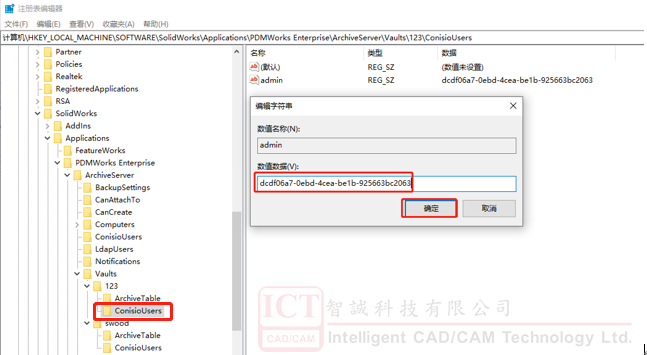 注册表编辑器
文件(F) 编辑(E) 查看(V) 收藏夹(A) 帮助(H)
计算机\HKEY_LOCAL_MACHINE\SOFTWARE\SolidWorks\Applications\PDMWorks Enterprise\ArchiveServer\Vaults\123\ConisioUsers
Partner
Policies
Realtek
RegisteredApplications
RSA
SolidWorks
AddIns
Applications
FeatureWorks
PDMWorks Enterprise
ArchiveServer
BackupSettings
CanAttachTo
CanCreate
Computers
ConisioUsers
LdapUsers
Notifications
Vaults
123
ArchiveTable
ConisioUsers
swood
ArchiveTable
ConisioUsers
名称 类型 数据
(默认) REG_SZ (数值未设置)
admin REG_SZ dcdf06a7-0ebd-4cea-be1b-925663bc2063
编辑字符串
数值名称(N):
admin
数值数据(V):
dcdf06a7-0ebd-4cea-be1b-925663bc2063
确定 取消
ICT 智誠科技有限公司
CAD/CAM Intelligent CAD/CAM Technology Ltd.